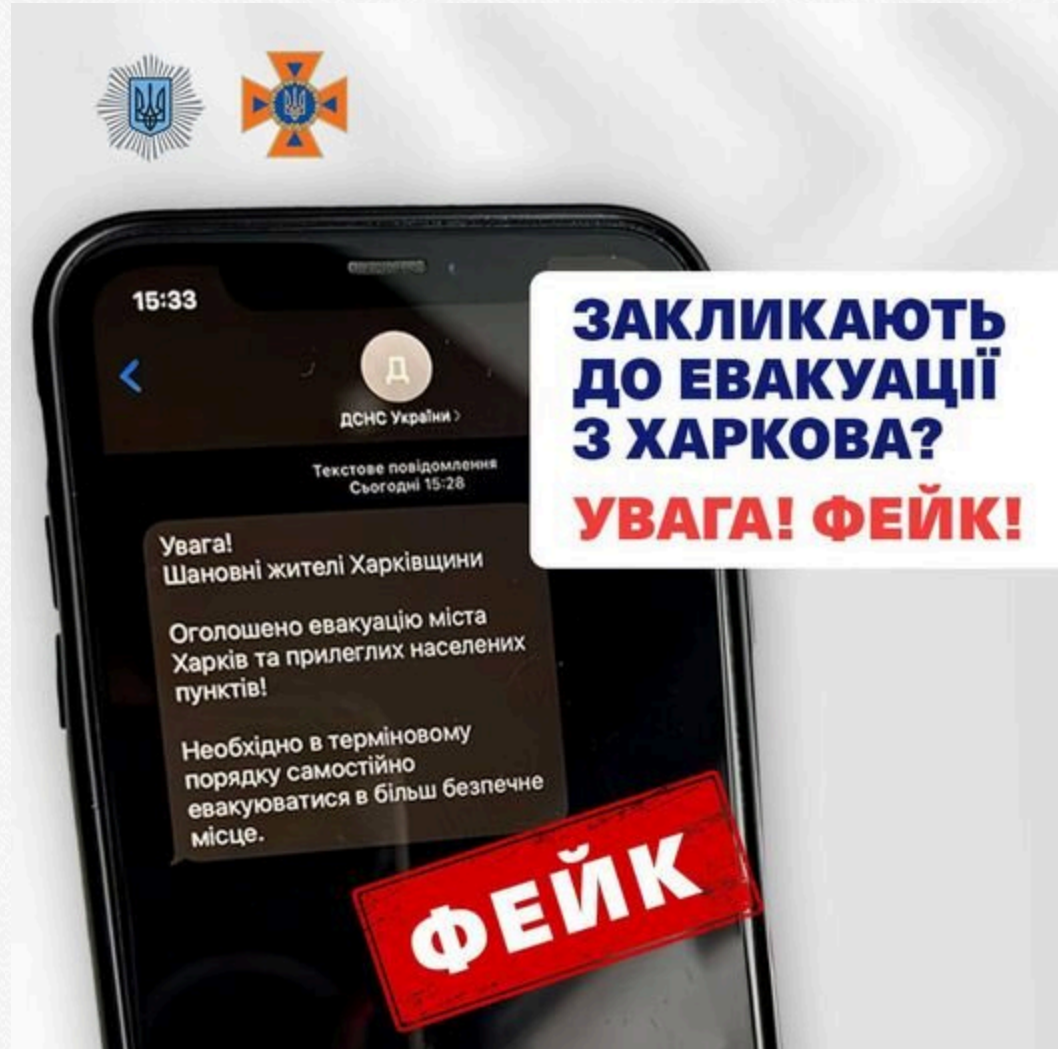 15:33
Д
ДСНС України
Текстове повідомлення
Сьогодні 15:28
Увага!
Шановні жителі Харківщини
Оголошено евакуацію міста
Харків та прилеглих населених
пунктів!
Необхідно в терміновому
порядку самостійно
евакуюватися в більш безпечне
місце.
ЗАКЛИКАЮТЬ
ДО ЕВАКУАЦІЇ
З ХАРКОВА?
УВАГА! ФЕЙК!
ФЕЙК